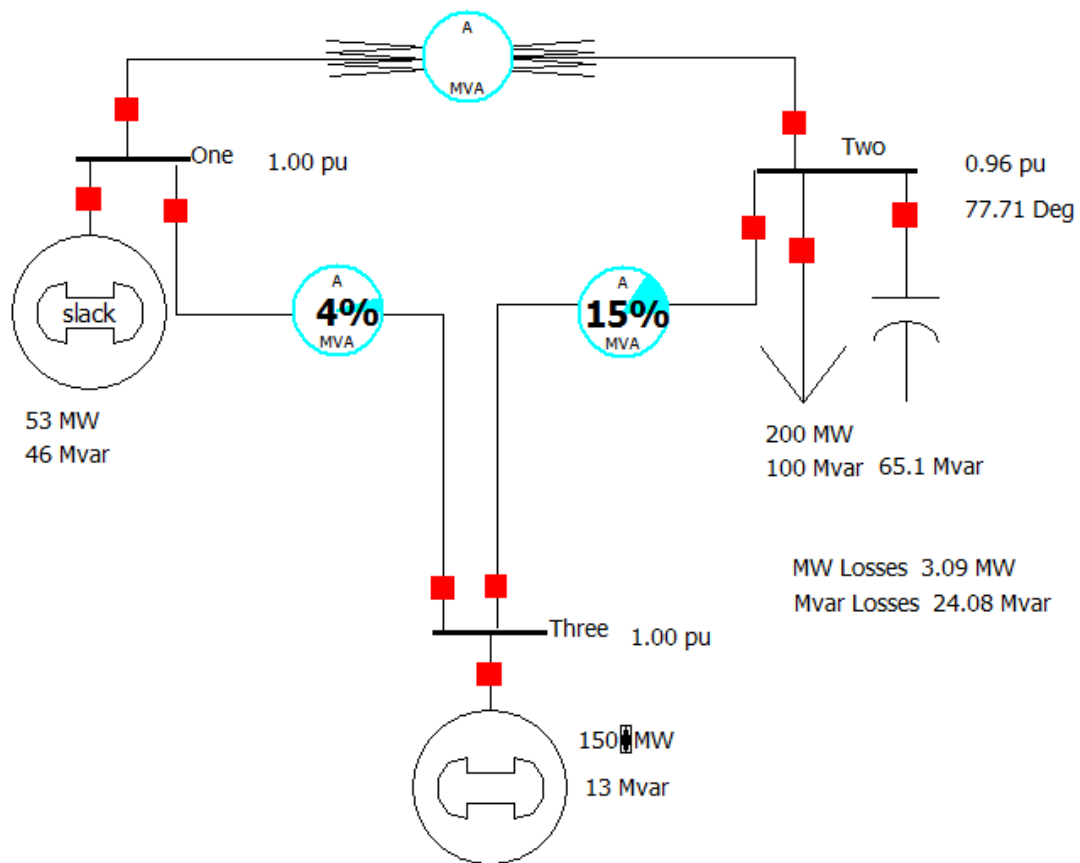 A
MVA
One
1.00 pu
Two
0.96 pu
77.71 Deg
slack
A
4%
MVA
A
15%
MVA
53 MW
46 Mvar
200 MW
100 Mvar
65.1 Mvar
MW Losses 3.09 MW
Mvar Losses 24.08 Mvar
Three
1.00 pu
150 MW
13 Mvar